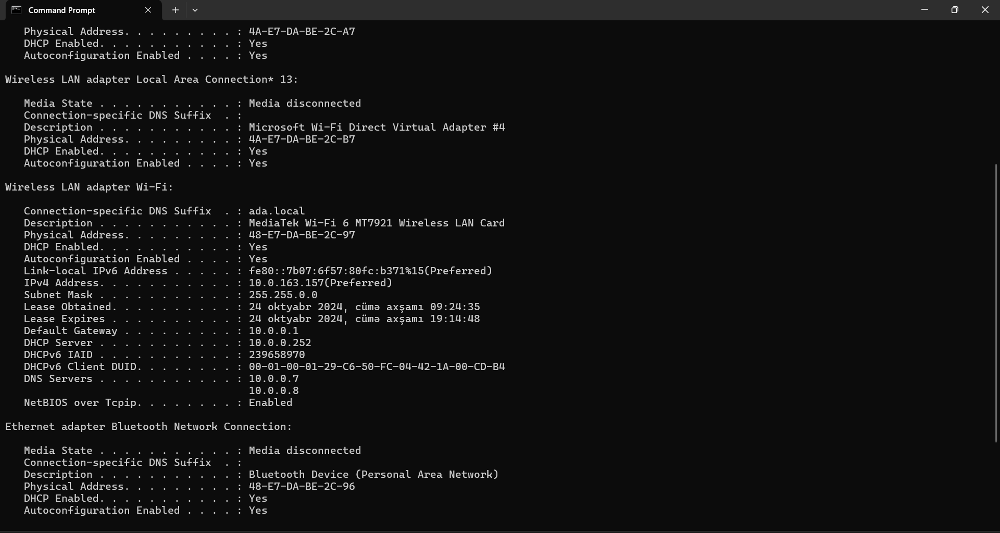 Command Prompt
Physical Address. . . . . . . . . : 4A-E7-DA-BE-2C-A7
DHCP Enabled. . . . . . . . . . . : Yes
Autoconfiguration Enabled . . . . : Yes
Wireless LAN adapter Local Area Connection* 13:
Media State . . . . . . . . . . . : Media disconnected
Connection-specific DNS Suffix  . :
Description . . . . . . . . . . . : Microsoft Wi-Fi Direct Virtual Adapter #4
Physical Address. . . . . . . . . : 4A-E7-DA-BE-2C-B7
DHCP Enabled. . . . . . . . . . . : Yes
Autoconfiguration Enabled . . . . : Yes
Wireless LAN adapter Wi-Fi:
Connection-specific DNS Suffix  . : ada.local
Description . . . . . . . . . . . : MediaTek Wi-Fi 6 MT7921 Wireless LAN Card
Physical Address. . . . . . . . . : 48-E7-DA-BE-2C-97
DHCP Enabled. . . . . . . . . . . : Yes
Autoconfiguration Enabled . . . . : Yes
Link-local IPv6 Address . . . . . : fe80::7b07:6f57:80fc:b371%15(Preferred)
IPv4 Address. . . . . . . . . . . : 10.0.163.157(Preferred)
Subnet Mask . . . . . . . . . . . : 255.255.0.0
Lease Obtained. . . . . . . . . . : 24 oktyabr 2024, cümə axşamı 09:24:35
Lease Expires . . . . . . . . . . : 24 oktyabr 2024, cümə axşamı 19:14:48
Default Gateway . . . . . . . . . : 10.0.0.1
DHCP Server . . . . . . . . . . . : 10.0.0.252
DHCPv6 IAID . . . . . . . . . . . : 239658970
DHCPv6 Client DUID. . . . . . . . : 00-01-00-01-29-C6-50-FC-04-42-1A-00-CD-B4
DNS Servers . . . . . . . . . . . : 10.0.0.7
10.0.0.8
NetBIOS over Tcpip. . . . . . . . : Enabled
Ethernet adapter Bluetooth Network Connection:
Media State . . . . . . . . . . . : Media disconnected
Connection-specific DNS Suffix  . :
Description . . . . . . . . . . . : Bluetooth Device (Personal Area Network)
Physical Address. . . . . . . . . : 48-E7-DA-BE-2C-96
DHCP Enabled. . . . . . . . . . . : Yes
Autoconfiguration Enabled . . . . : Yes